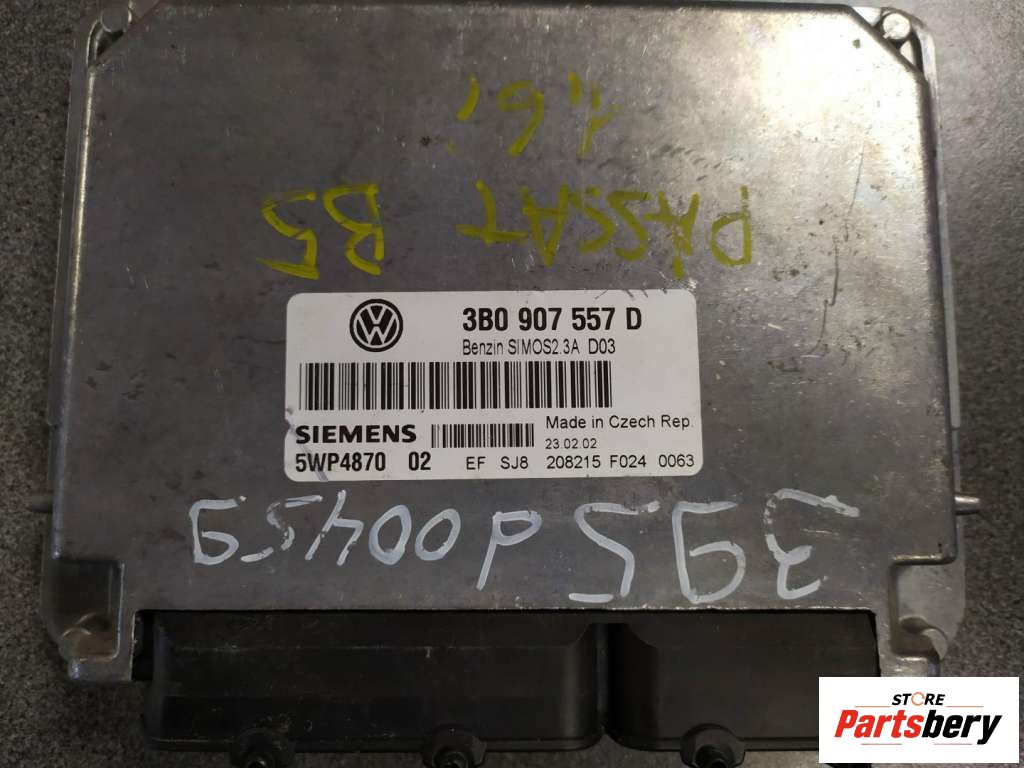 PASSAT B5
1.6i
3B0 907 557 D
Benzin SIMOS2.3A D03
SIEMENS
Made in Czech Rep.
23.02.02
5WP4870 02 EF SJ8 208215 F024 0063
STORE
Partsbery